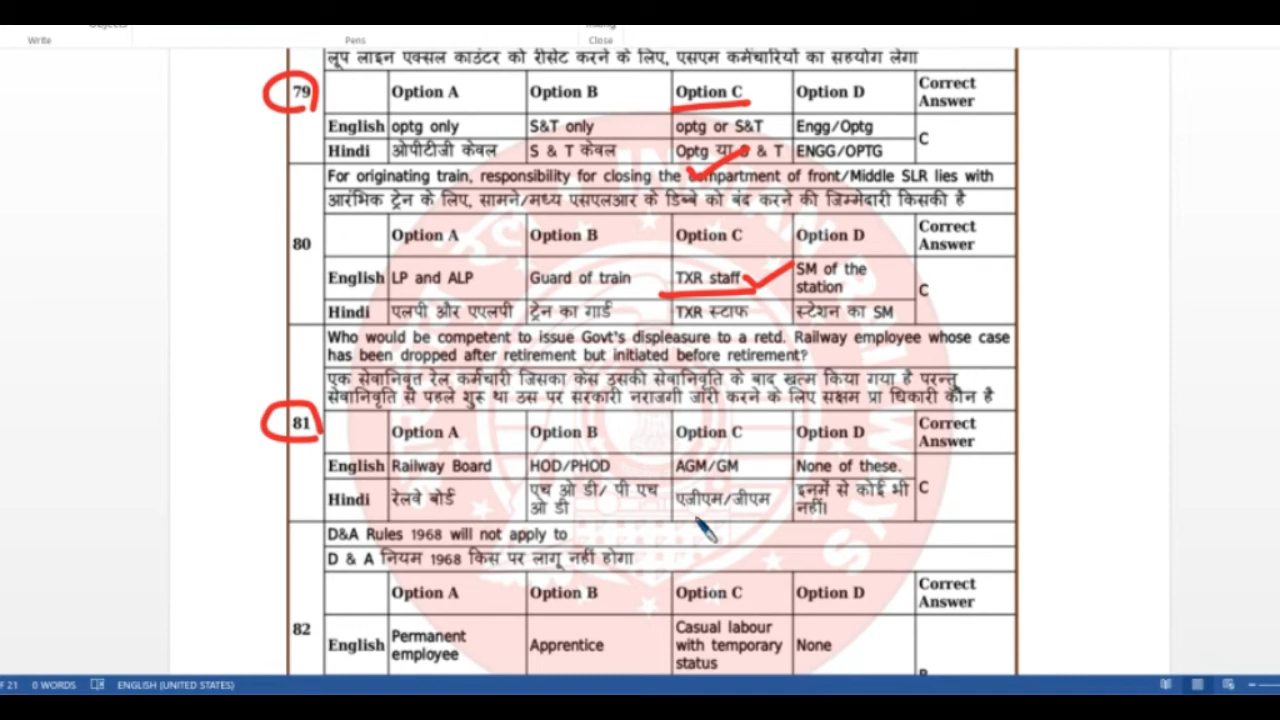 Write
Pens
Close
लूप लाइन एक्सल काउंटर को रीसेट करने के लिए, एसएम कर्मचारियों का सहयोग लेगा
79 Option A Option B Option C Option D Correct Answer
English optg only S&T only optg or S&T Engg/Optg C
Hindi ओपीटीजी केवल S & T केवल Optg या S & T ENGG/OPTG
For originating train, responsibility for closing the compartment of front/Middle SLR lies with
आरंभिक ट्रेन के लिए, सामने/मध्य एसएलआर के डिब्बे को बंद करने की जिम्मेदारी किसकी है
80 Option A Option B Option C Option D Correct Answer
English LP and ALP Guard of train TXR staff SM of the station C
Hindi एलपी और एएलपी ट्रेन का गार्ड TXR स्टाफ स्टेशन का SM
Who would be competent to issue Govt's displeasure to a retd. Railway employee whose case
has been dropped after retirement but initiated before retirement?
एक सेवानिवृत रेल कर्मचारी जिसका केस उसकी सेवानिवृति के बाद खत्म किया गया है परन्तु
सेवानिवृति से पहले शुरू था उस पर सरकारी नराजगी जारी करने के लिए सक्षम प्रा धिकारी कौन है
81 Option A Option B Option C Option D Correct Answer
English Railway Board HOD/PHOD AGM/GM None of these. C
Hindi रेलवे बोर्ड एच ओ डी/ पी एच ओ डी एजीएम/जीएम इनमें से कोई भी नहीं।
D&A Rules 1968 will not apply to
D & A नियम 1968 किस पर लागू नहीं होगा
82 Option A Option B Option C Option D Correct Answer
English Permanent employee Apprentice Casual labour with temporary status None
F 21 0 WORDS ENGLISH (UNITED STATES)